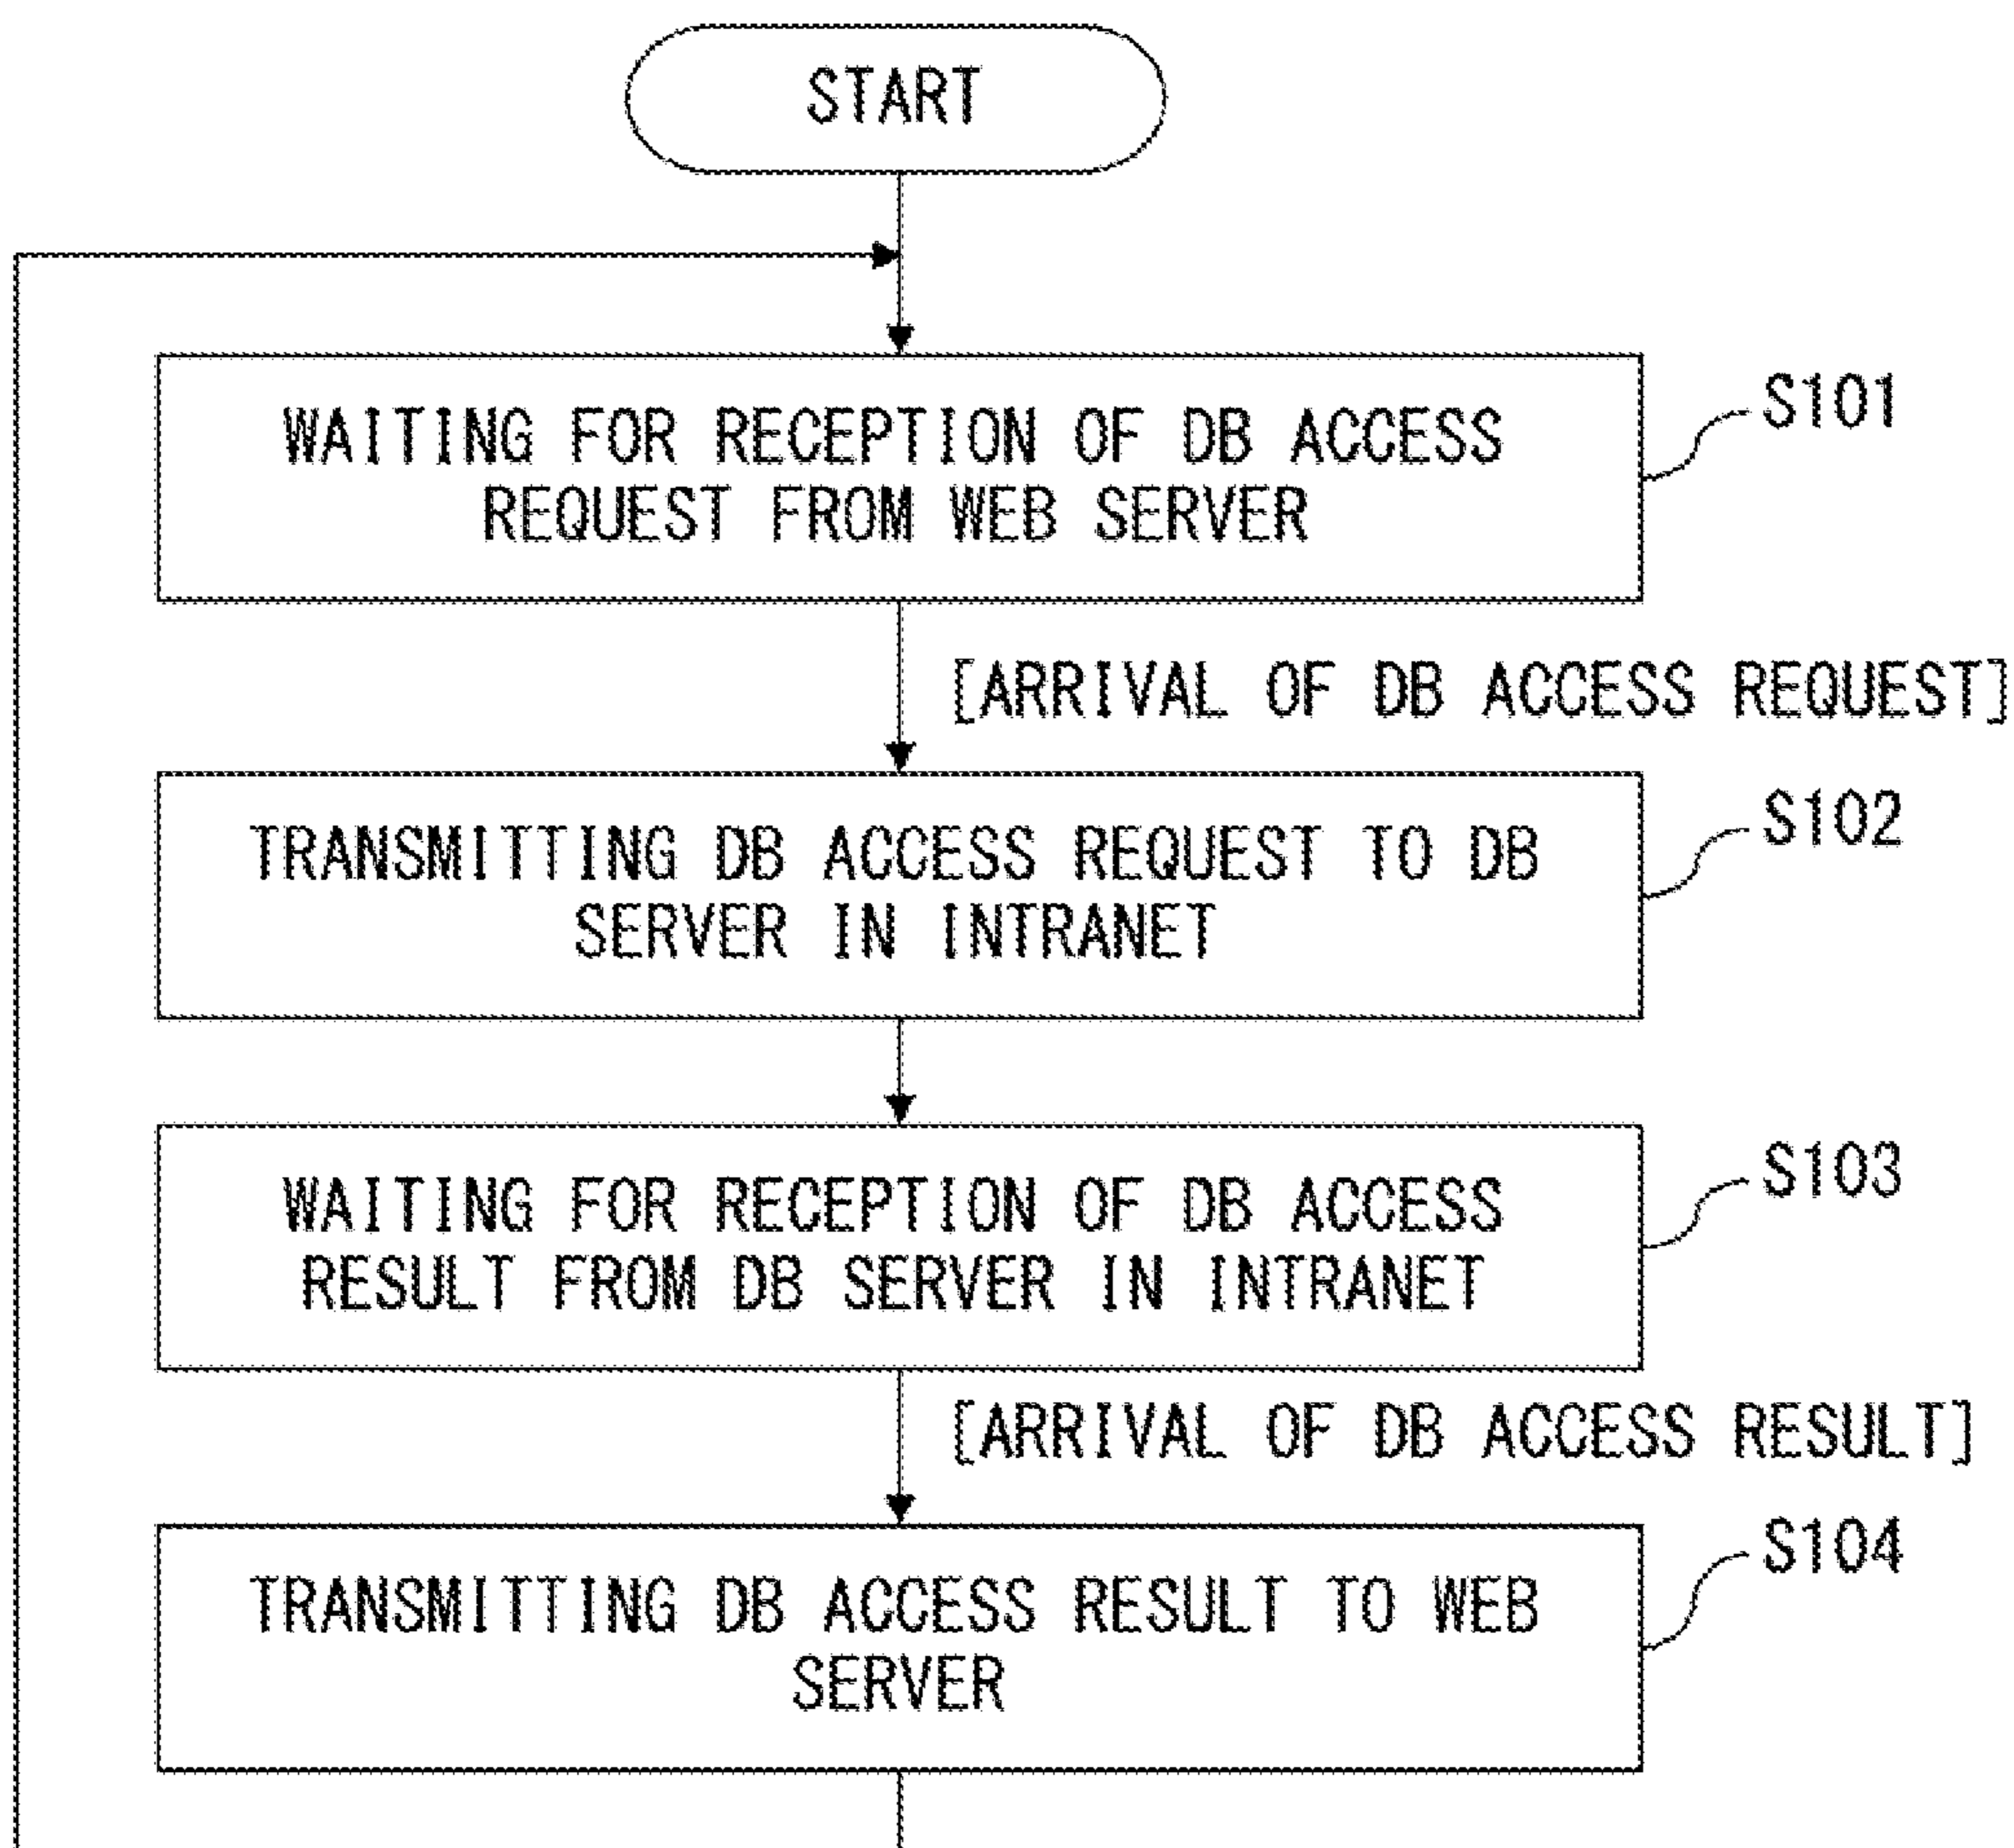 START
WAITING FOR RECEPTION OF DB ACCESS
REQUEST FROM WEB SERVER
S101
[ARRIVAL OF DB ACCESS REQUEST]
TRANSMITTING DB ACCESS REQUEST TO DB
SERVER IN INTRANET
S102
WAITING FOR RECEPTION OF DB ACCESS
RESULT FROM DB SERVER IN INTRANET
S103
[ARRIVAL OF DB ACCESS RESULT]
TRANSMITTING DB ACCESS RESULT TO WEB
SERVER
S104